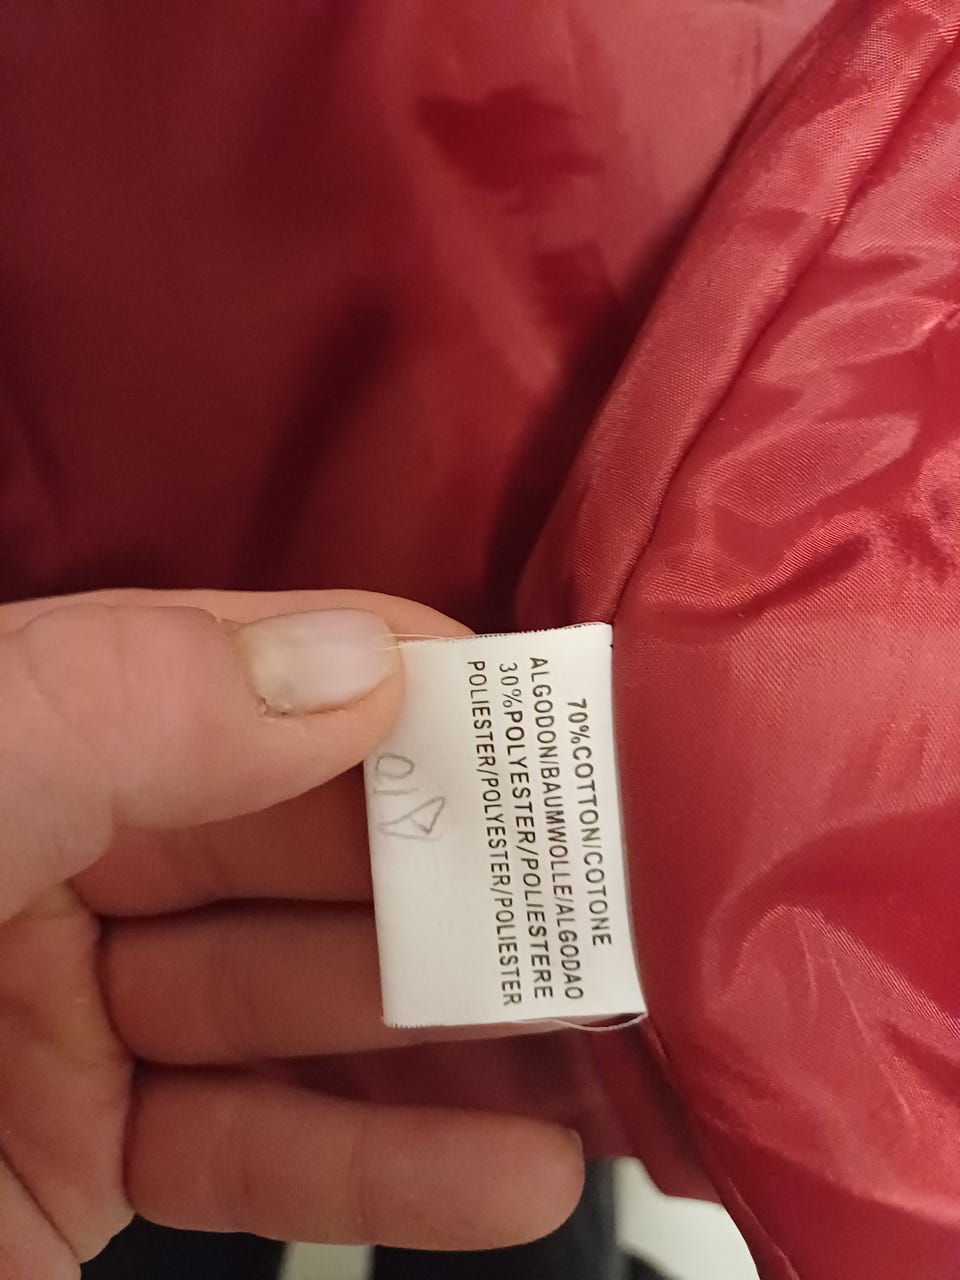 70%COTTON/COTONE
ALGODON/BAUMWOLLE/ALGODAO
30%POLYESTER/POLIESTERE
POLIESTER/POLYESTER/POLIESTER